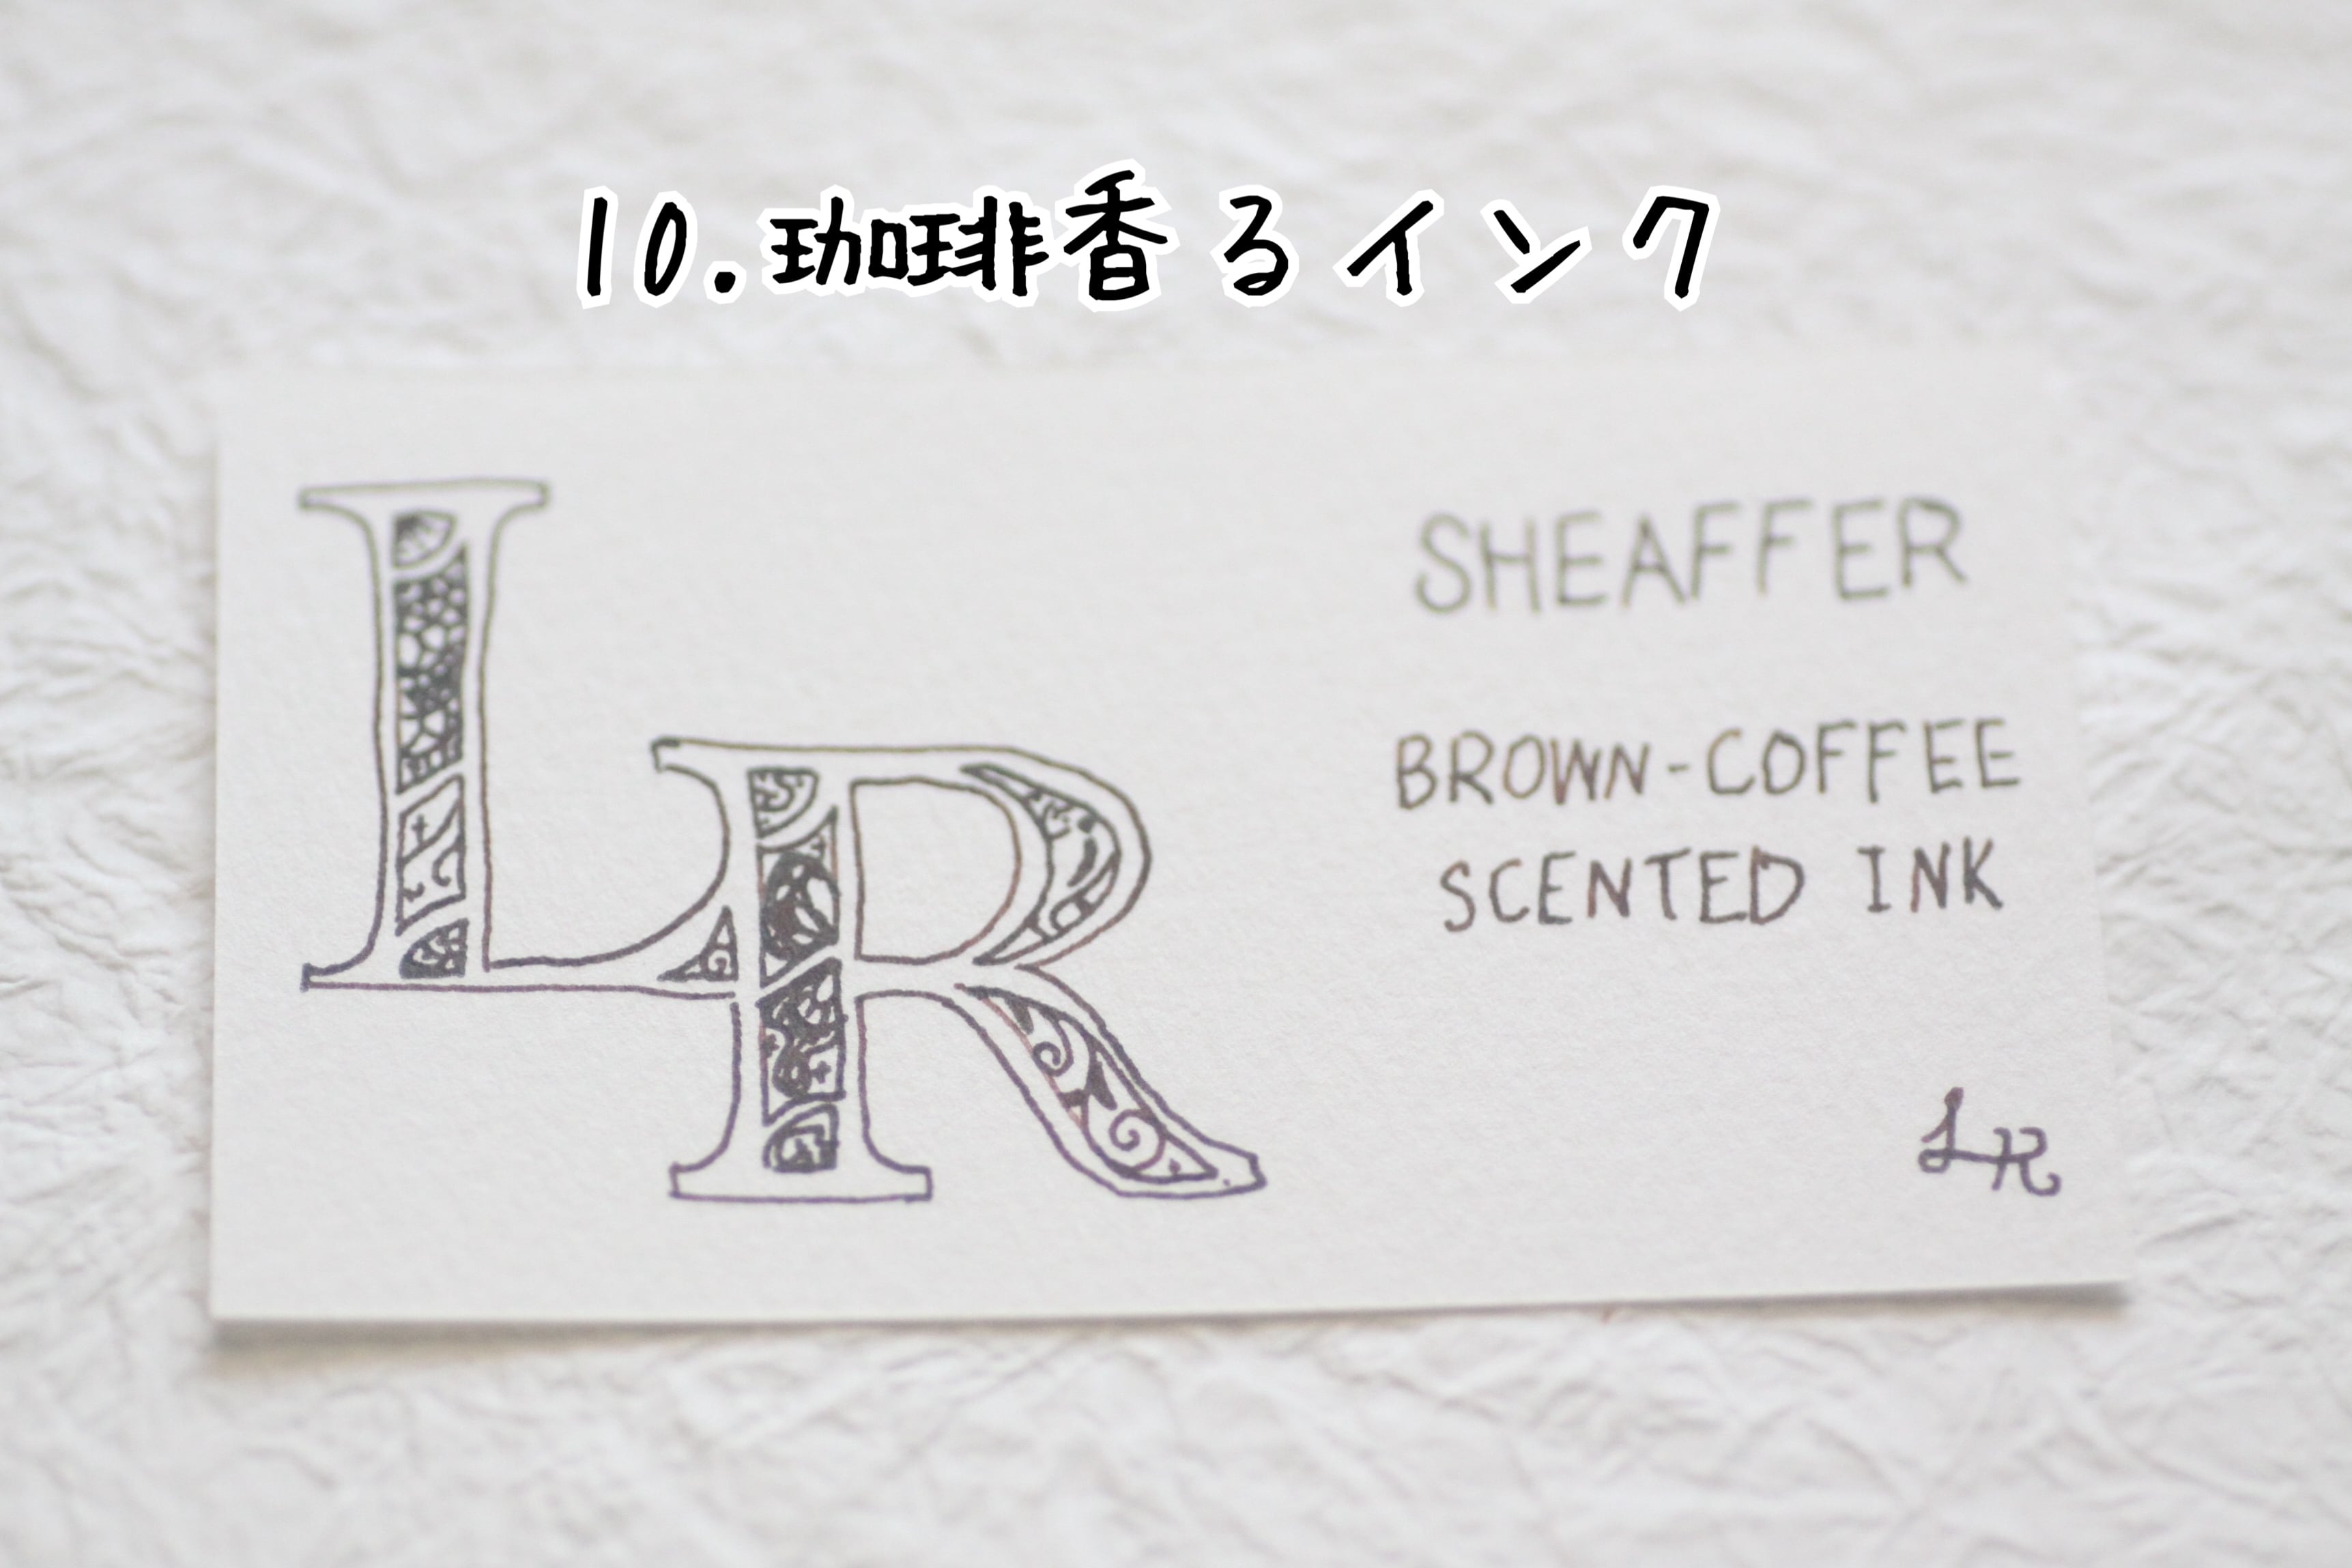 10.珈琲香るインク
LR
SHEAFFER
BROWN-COFFEE
SCENTED INK
LR